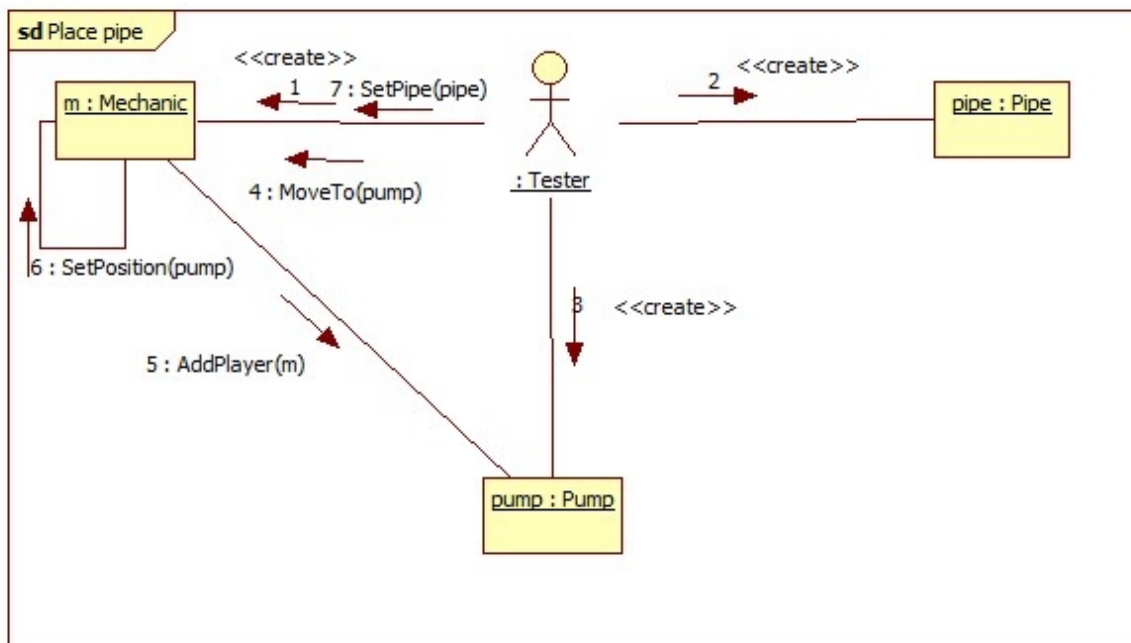 sd Place pipe
<<create>>
1
7 : SetPipe(pipe)
<<create>>
2
m : Mechanic
pipe : Pipe
4 : MoveTo(pump)
: Tester
6 : SetPosition(pump)
3
<<create>>
5 : AddPlayer(m)
pump : Pump